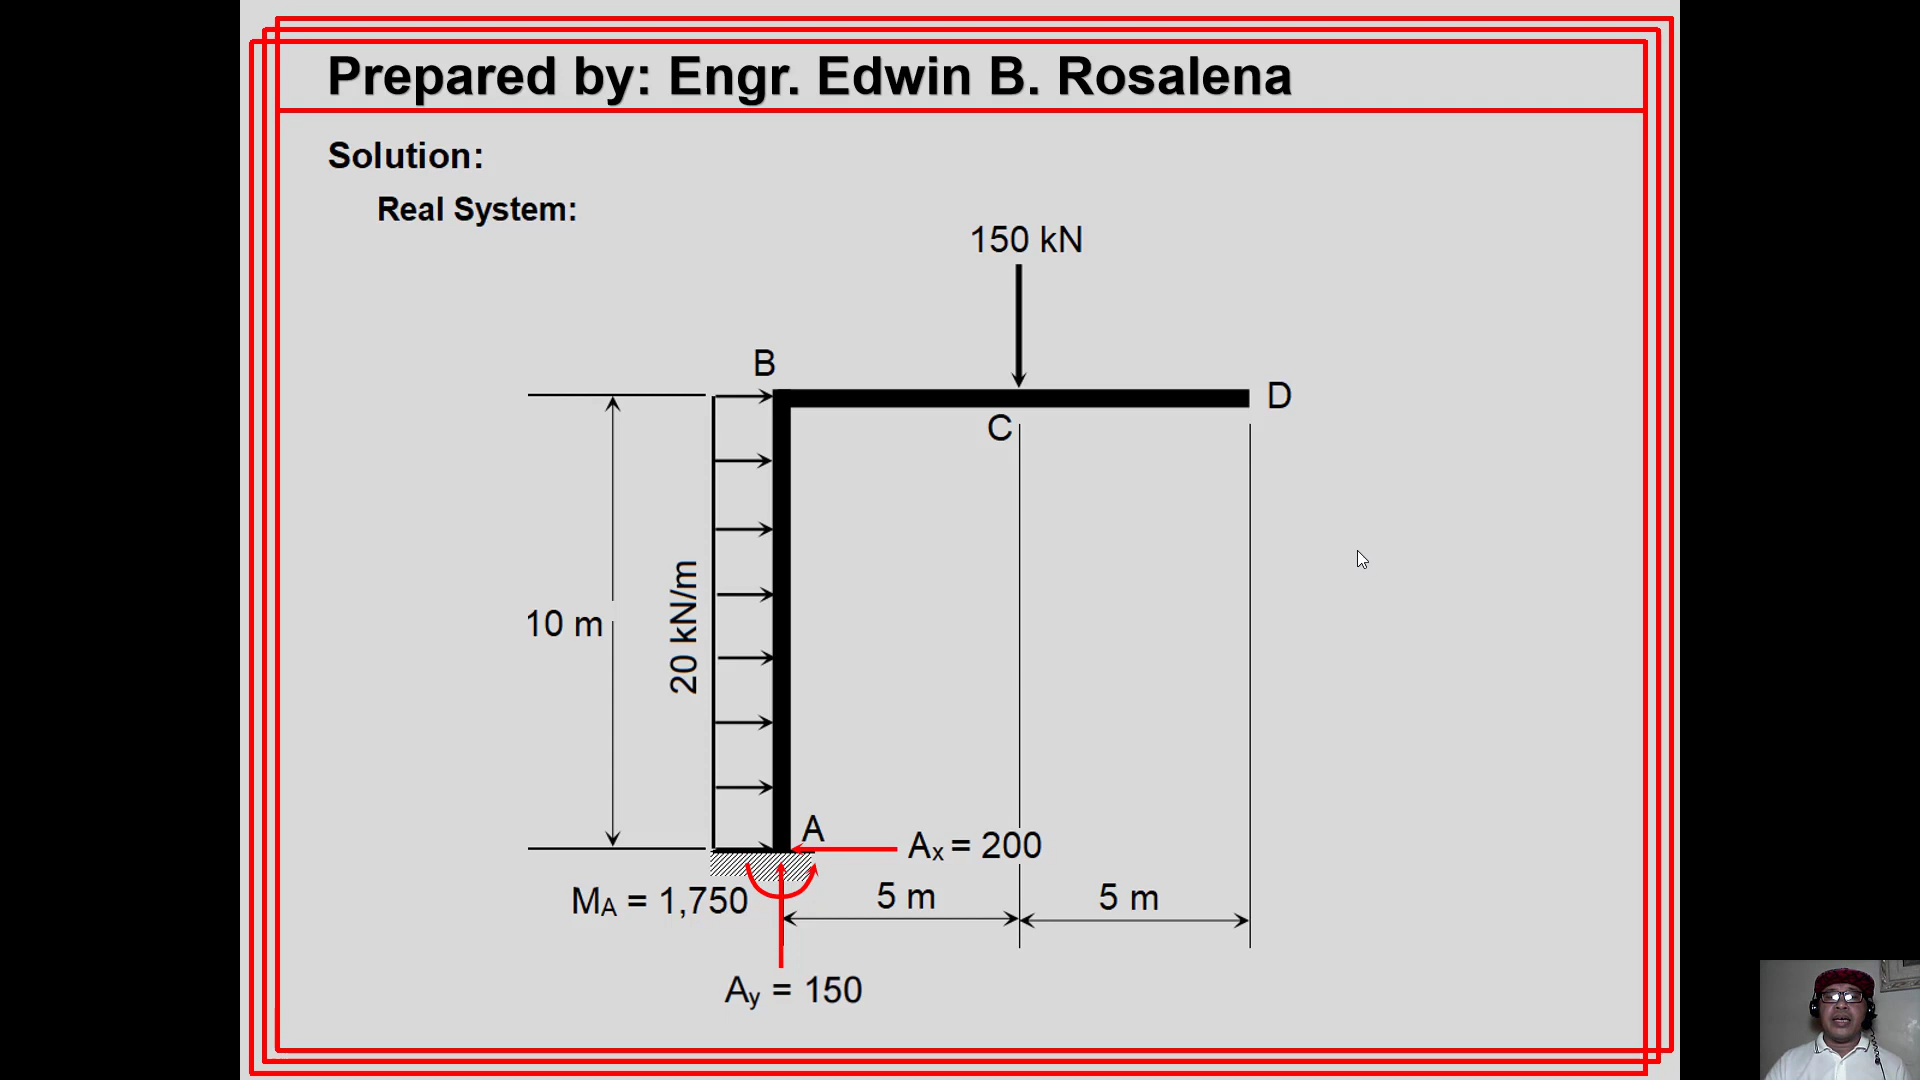 Prepared by: Engr. Edwin B. Rosalena
Solution:
Real System:
150 kN
B
D
C
10 m
20 kN/m
A
Ax = 200
MA = 1,750
5 m
5 m
Ay = 150